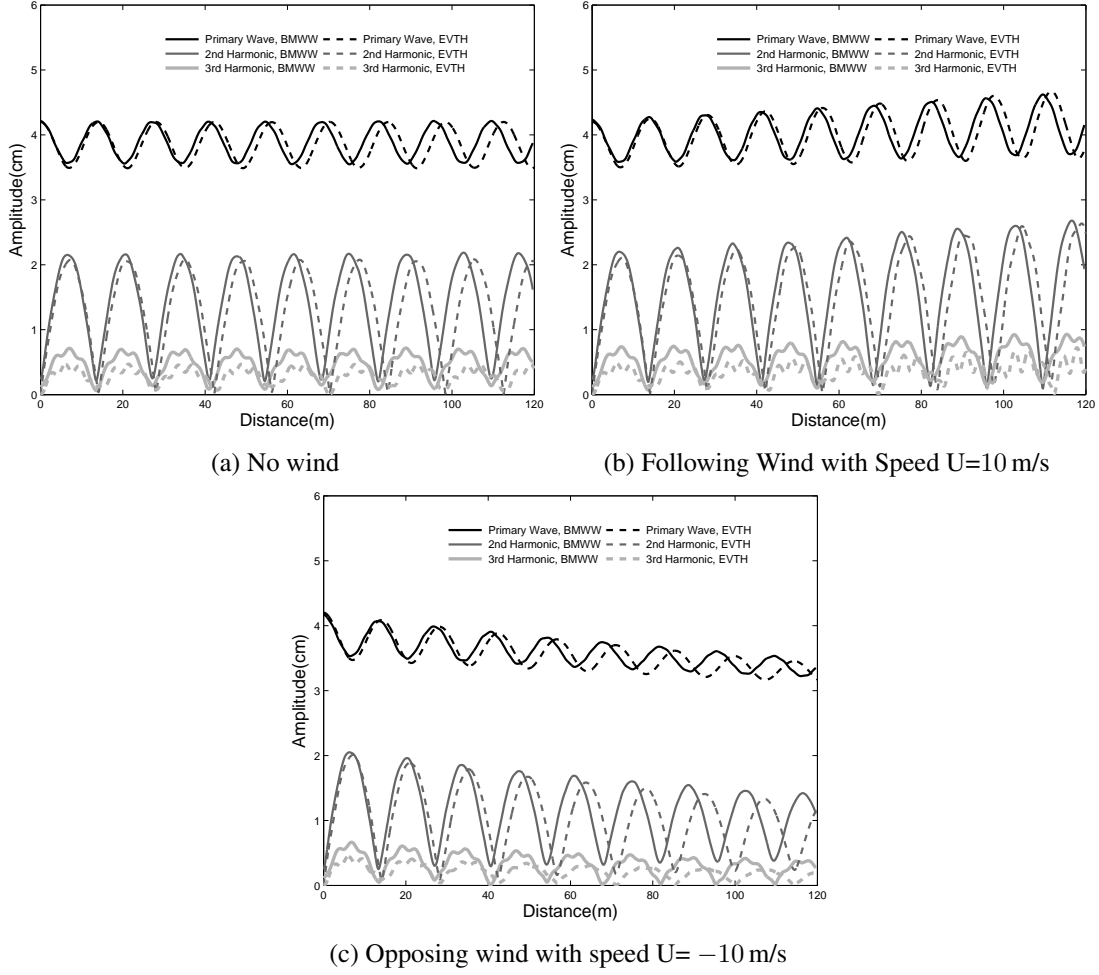 6
5
4
3
2
1
0
Amplitude(cm)
Primary Wave, BMWW
2nd Harmonic, BMWW
3rd Harmonic, BMWW
Primary Wave, EVTH
2nd Harmonic, EVTH
3rd Harmonic, EVTH
0 20 40 60 80 100 120
Distance(m)
(a) No wind
6
5
4
3
2
1
0
Amplitude(cm)
Primary Wave, BMWW
2nd Harmonic, BMWW
3rd Harmonic, BMWW
Primary Wave, EVTH
2nd Harmonic, EVTH
3rd Harmonic, EVTH
0 20 40 60 80 100 120
Distance(m)
(b) Following Wind with Speed U=10 m/s
6
5
4
3
2
1
0
Amplitude(cm)
Primary Wave, BMWW
2nd Harmonic, BMWW
3rd Harmonic, BMWW
Primary Wave, EVTH
2nd Harmonic, EVTH
3rd Harmonic, EVTH
0 20 40 60 80 100 120
Distance(m)
(c) Opposing wind with speed U= −10 m/s